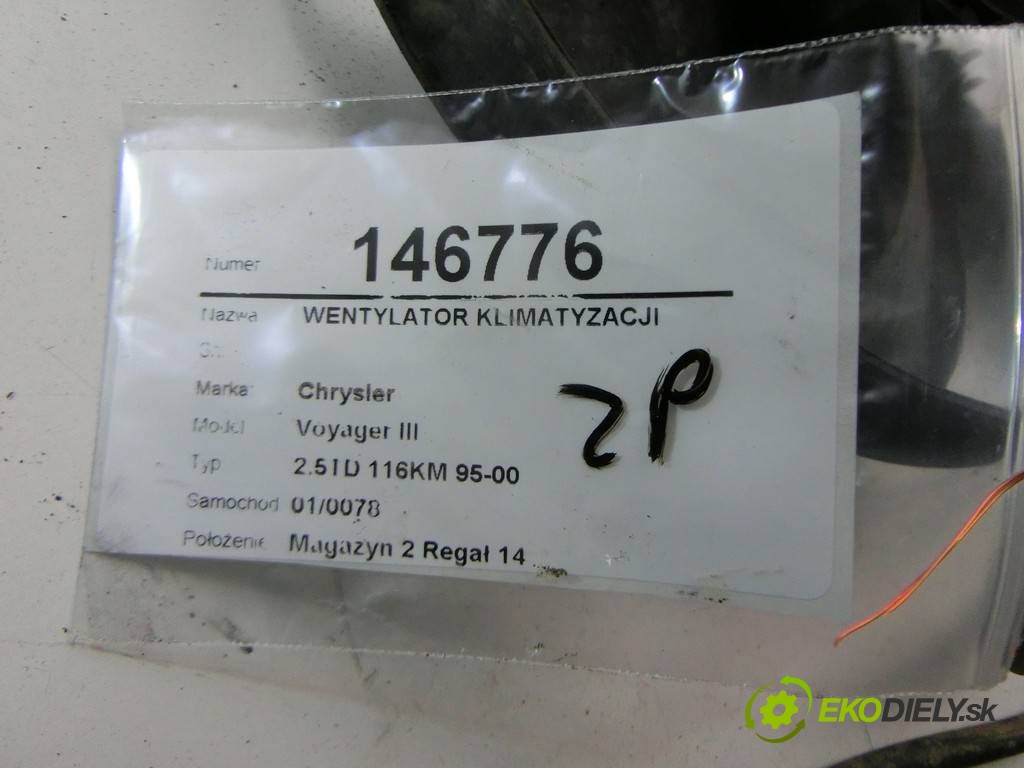 Numer 146776
Nazwa WENTYLATOR KLIMATYZACJI
Marka Chrysler
Model Voyager III
Typ 2.5TD 116KM 95-00
Samochod 01/0078
Położenie Magazyn 2 Regał 14
ZP
EKODIELY.sk